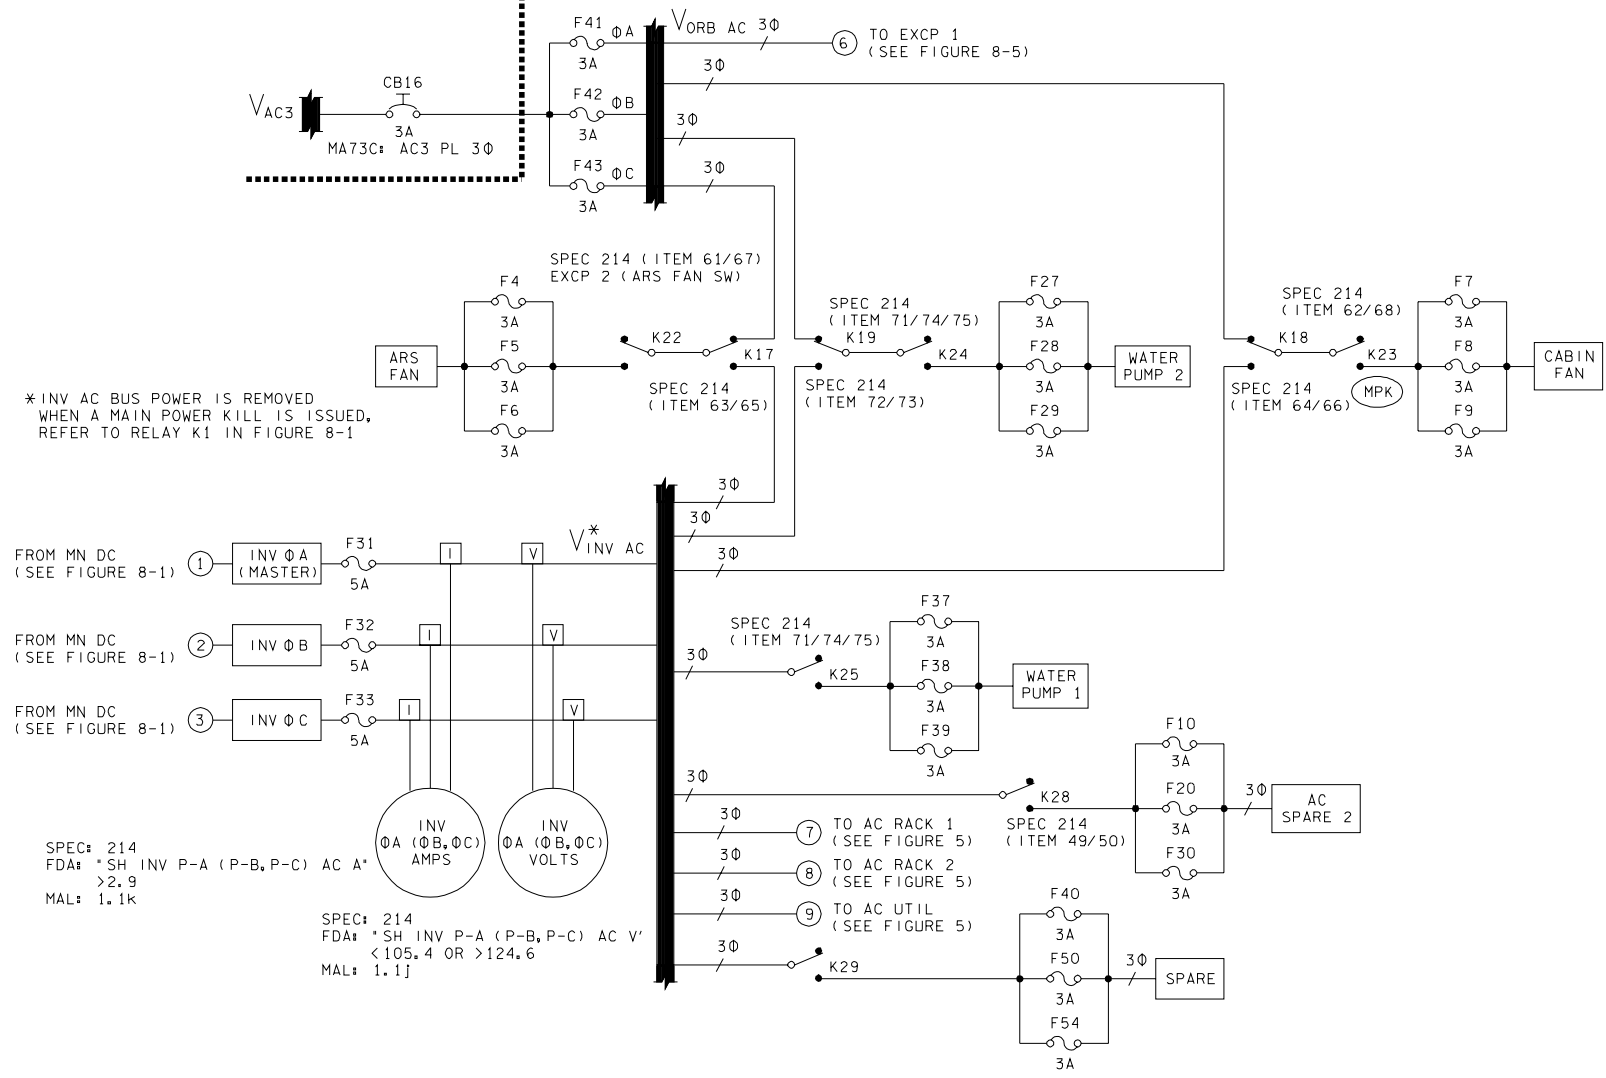 F41
ΦA
3A
VORB AC
3Φ
6
TO EXCP 1
(SEE FIGURE 8-5)
3Φ
VAC3
CB16
3A
MA73C: AC3 PL 3Φ
F42
ΦB
3A
3Φ
F43
ΦC
3A
3Φ
SPEC 214 (ITEM 61/67)
EXCP 2 (ARS FAN SW)
ARS
FAN
F4
3A
F5
3A
F6
3A
K22
K17
SPEC 214
(ITEM 63/65)
SPEC 214
(ITEM 71/74/75)
K19
K24
SPEC 214
(ITEM 72/73)
F27
3A
F28
3A
F29
3A
WATER
PUMP 2
SPEC 214
(ITEM 62/68)
K18
K23
SPEC 214
(ITEM 64/66)
MPK
F7
3A
F8
3A
F9
3A
CABIN
FAN
*INV AC BUS POWER IS REMOVED
WHEN A MAIN POWER KILL IS ISSUED,
REFER TO RELAY K1 IN FIGURE 8-1
3Φ
3Φ
3Φ
V*INV AC
FROM MN DC
(SEE FIGURE 8-1)
1
INV ΦA
(MASTER)
F31
5A
I
V
FROM MN DC
(SEE FIGURE 8-1)
2
INV ΦB
F32
5A
I
V
FROM MN DC
(SEE FIGURE 8-1)
3
INV ΦC
F33
5A
I
V
INV
ΦA (ΦB,ΦC)
AMPS
INV
ΦA (ΦB,ΦC)
VOLTS
SPEC: 214
FDA: "SH INV P-A (P-B,P-C) AC A"
>2.9
MAL: 1.1k
SPEC: 214
FDA: "SH INV P-A (P-B,P-C) AC V'
<105.4 OR >124.6
MAL: 1.1j
3Φ
SPEC 214
(ITEM 71/74/75)
K25
F37
3A
F38
3A
F39
3A
WATER
PUMP 1
3Φ
K28
SPEC 214
(ITEM 49/50)
F10
3A
F20
3A
F30
3A
3Φ
AC
SPARE 2
3Φ
7
TO AC RACK 1
(SEE FIGURE 5)
3Φ
8
TO AC RACK 2
(SEE FIGURE 5)
3Φ
9
TO AC UTIL
(SEE FIGURE 5)
3Φ
K29
F40
3A
F50
3A
F54
3A
3Φ
SPARE